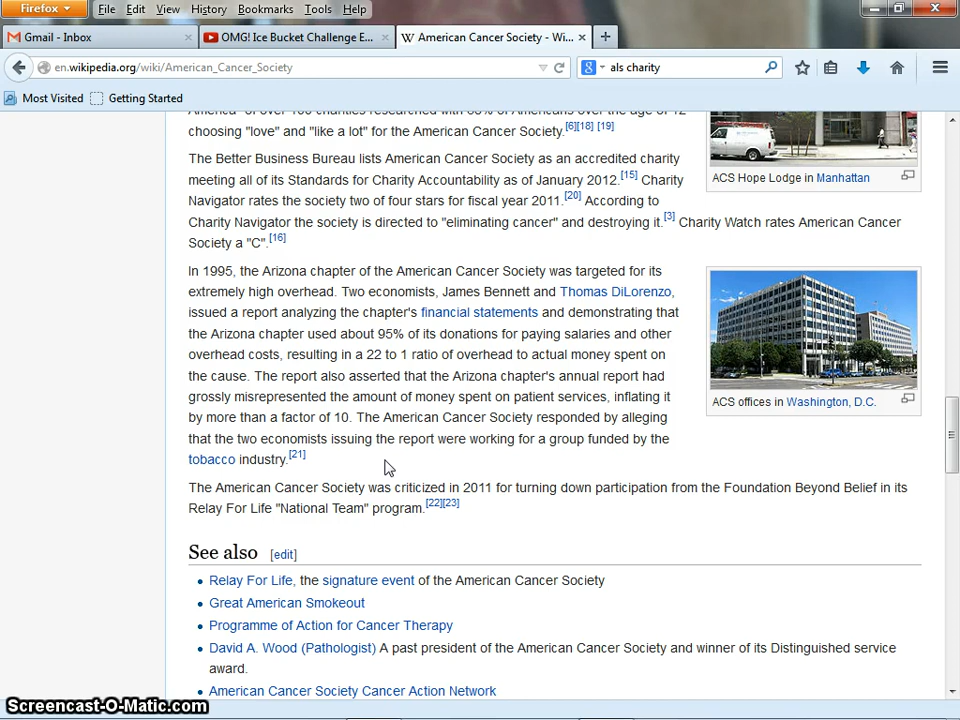 Firefox File Edit View History Bookmarks Tools Help
Gmail - Inbox OMG! Ice Bucket Challenge E... W American Cancer Society - Wi...
en.wikipedia.org/wiki/American_Cancer_Society als charity
Most Visited Getting Started
choosing "love" and "like a lot" for the American Cancer Society.[6][18] [19]
The Better Business Bureau lists American Cancer Society as an accredited charity
meeting all of its Standards for Charity Accountability as of January 2012.[15] Charity
Navigator rates the society two of four stars for fiscal year 2011.[20] According to
Charity Navigator the society is directed to "eliminating cancer" and destroying it.[3] Charity Watch rates American Cancer
Society a "C".[16]
ACS Hope Lodge in Manhattan
In 1995, the Arizona chapter of the American Cancer Society was targeted for its
extremely high overhead. Two economists, James Bennett and Thomas DiLorenzo,
issued a report analyzing the chapter's financial statements and demonstrating that
the Arizona chapter used about 95% of its donations for paying salaries and other
overhead costs, resulting in a 22 to 1 ratio of overhead to actual money spent on
the cause. The report also asserted that the Arizona chapter's annual report had
grossly misrepresented the amount of money spent on patient services, inflating it
by more than a factor of 10. The American Cancer Society responded by alleging
that the two economists issuing the report were working for a group funded by the
tobacco industry.[21]
ACS offices in Washington, D.C.
The American Cancer Society was criticized in 2011 for turning down participation from the Foundation Beyond Belief in its
Relay For Life "National Team" program.[22][23]
See also [edit]
Relay For Life, the signature event of the American Cancer Society
Great American Smokeout
Programme of Action for Cancer Therapy
David A. Wood (Pathologist) A past president of the American Cancer Society and winner of its Distinguished service
award.
American Cancer Society Cancer Action Network
Screencast-O-Matic.com